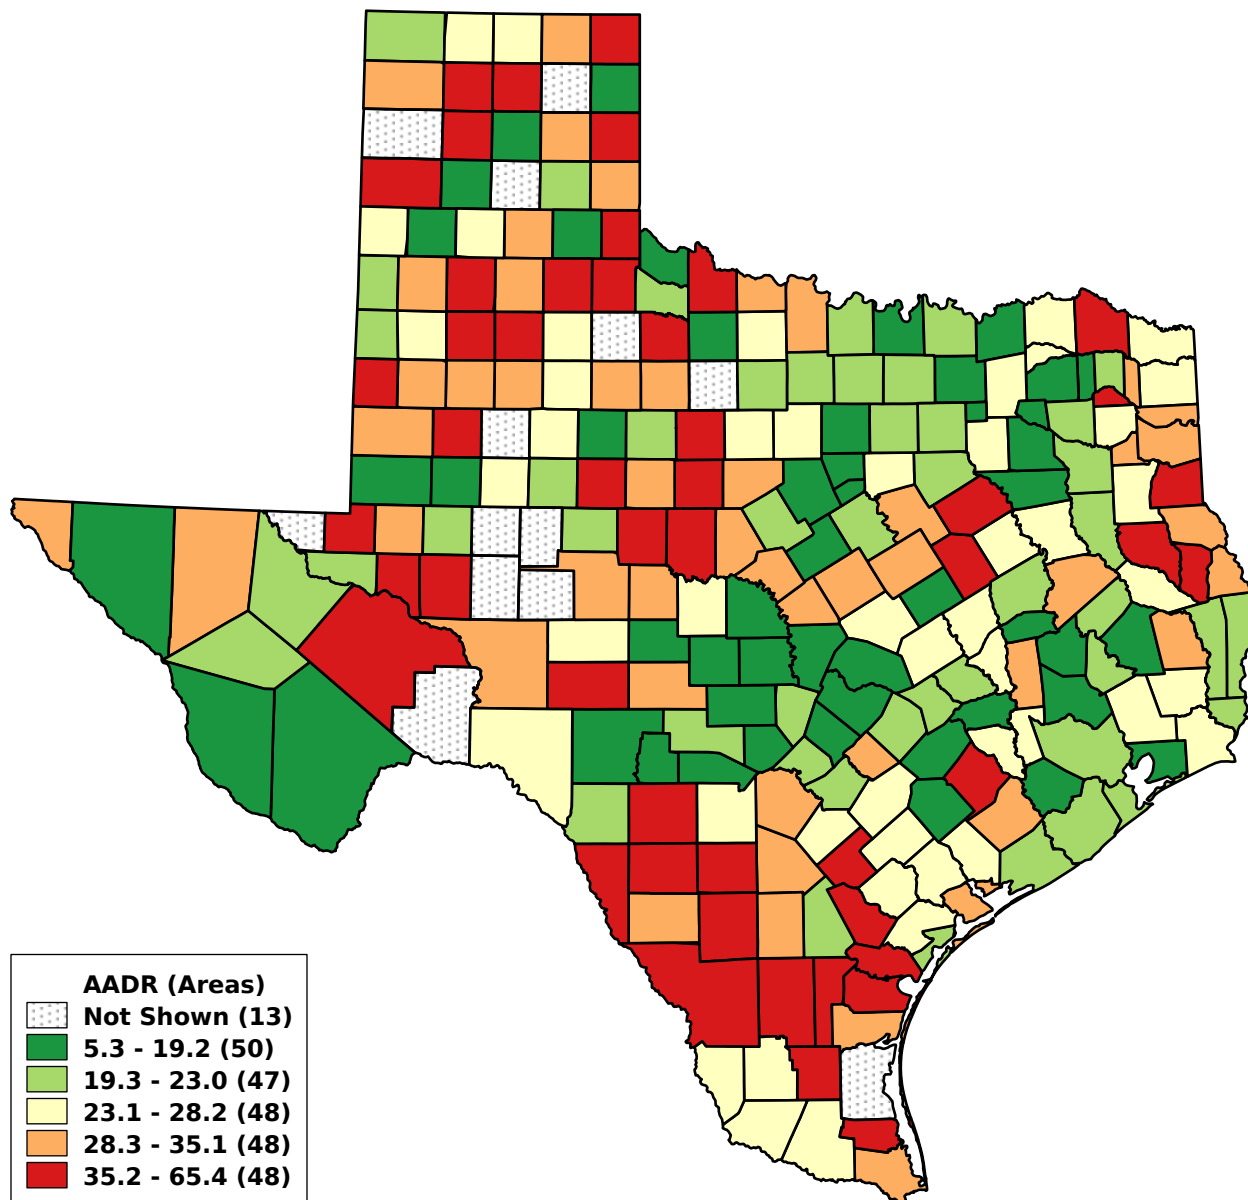 AADR (Areas)
Not Shown (13)
5.3 - 19.2 (50)
19.3 - 23.0 (47)
23.1 - 28.2 (48)
28.3 - 35.1 (48)
35.2 - 65.4 (48)